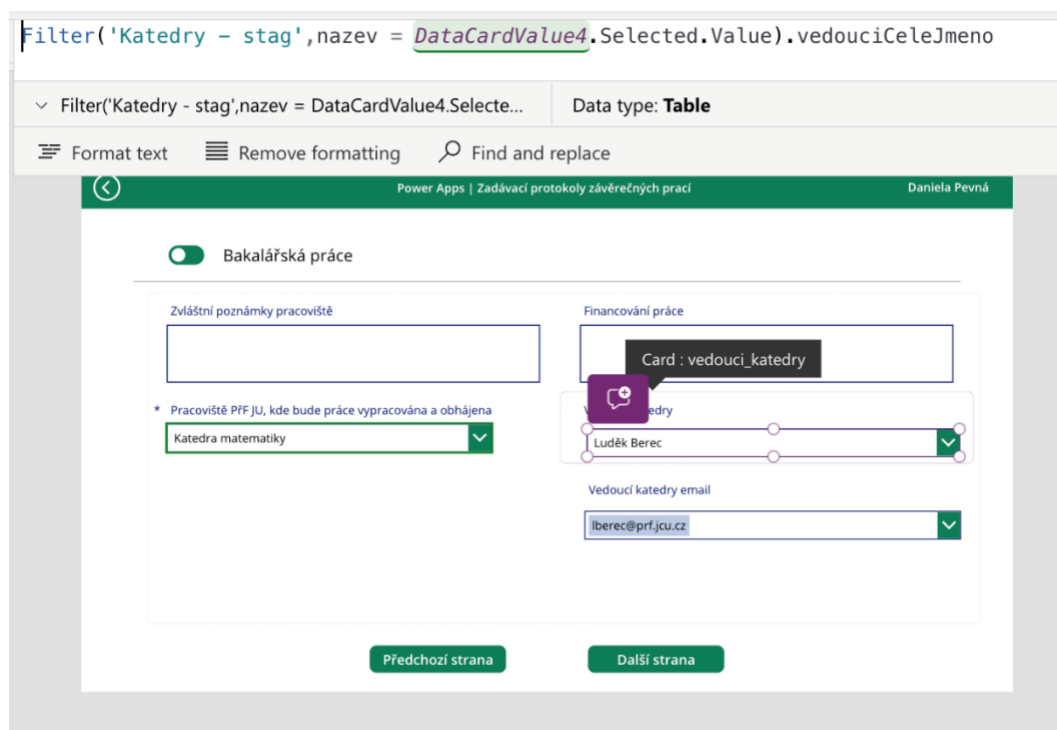 Filter('Katedry – stag',nazev = DataCardValue4.Selected.Value).vedouciCeleJmeno
Filter('Katedry - stag',nazev = DataCardValue4.Selecte...
Data type: Table
Format text
Remove formatting
Find and replace
Power Apps | Zadávací protokoly závěrečných prací
Daniela Pevná
Bakalářská práce
Zvláštní poznámky pracoviště
Financování práce
Card : vedouci_katedry
* Pracoviště PřF JU, kde bude práce vypracována a obhájena
Katedra matematiky
Luděk Berec
Vedoucí katedry email
lberec@prf.jcu.cz
Předchozí strana
Další strana